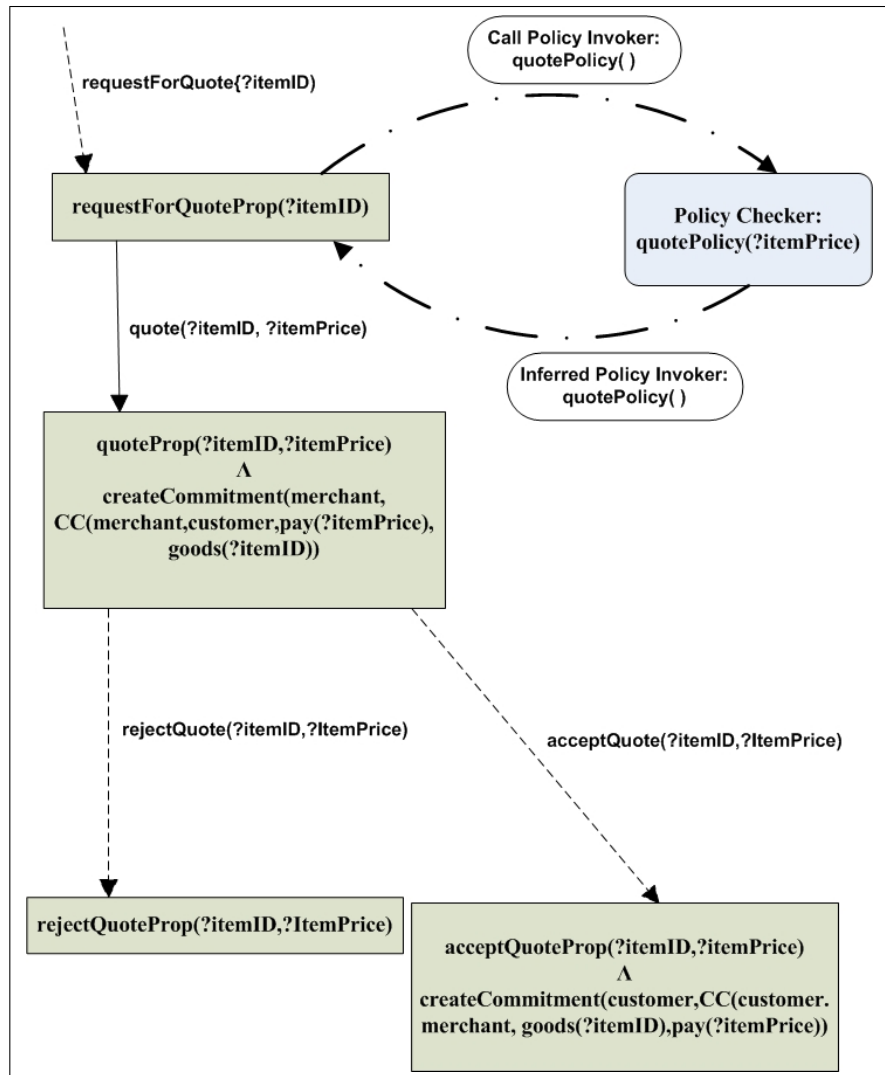 Call Policy Invoker:
quotePolicy( )
requestForQuote{?itemID)
requestForQuoteProp(?itemID)
Policy Checker:
quotePolicy(?itemPrice)
quote(?itemID, ?itemPrice)
Inferred Policy Invoker:
quotePolicy( )
quoteProp(?itemID,?itemPrice)
Λ
createCommitment(merchant,
CC(merchant,customer,pay(?itemPrice),
goods(?itemID))
rejectQuote(?itemID,?ItemPrice)
acceptQuote(?itemID,?ItemPrice)
rejectQuoteProp(?itemID,?ItemPrice)
acceptQuoteProp(?itemID,?itemPrice)
Λ
createCommitment(customer,CC(customer.
merchant, goods(?itemID),pay(?itemPrice))